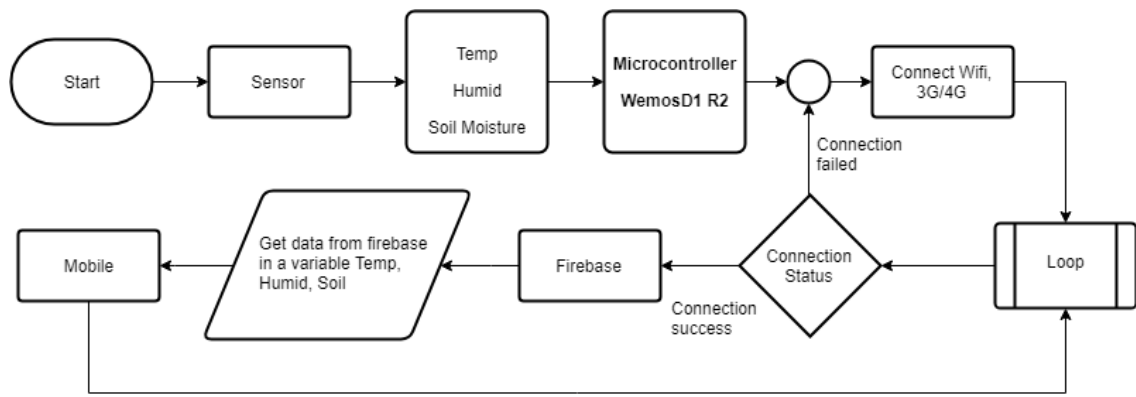 Start
Sensor
Temp
Humid
Soil Moisture
Microcontroller
WemosD1 R2
Connect Wifi,
3G/4G
Connection
failed
Mobile
Get data from firebase
in a variable Temp,
Humid, Soil
Firebase
Connection
success
Connection
Status
Loop